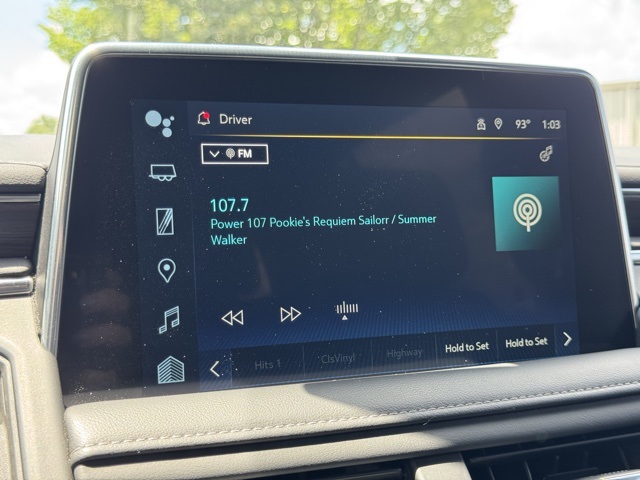 Driver
93° 1:03
FM
107.7
Power 107 Pookie's Requiem Sailorr / Summer
Walker
Hits 1 ClsVinyl Highway Hold to Set Hold to Set